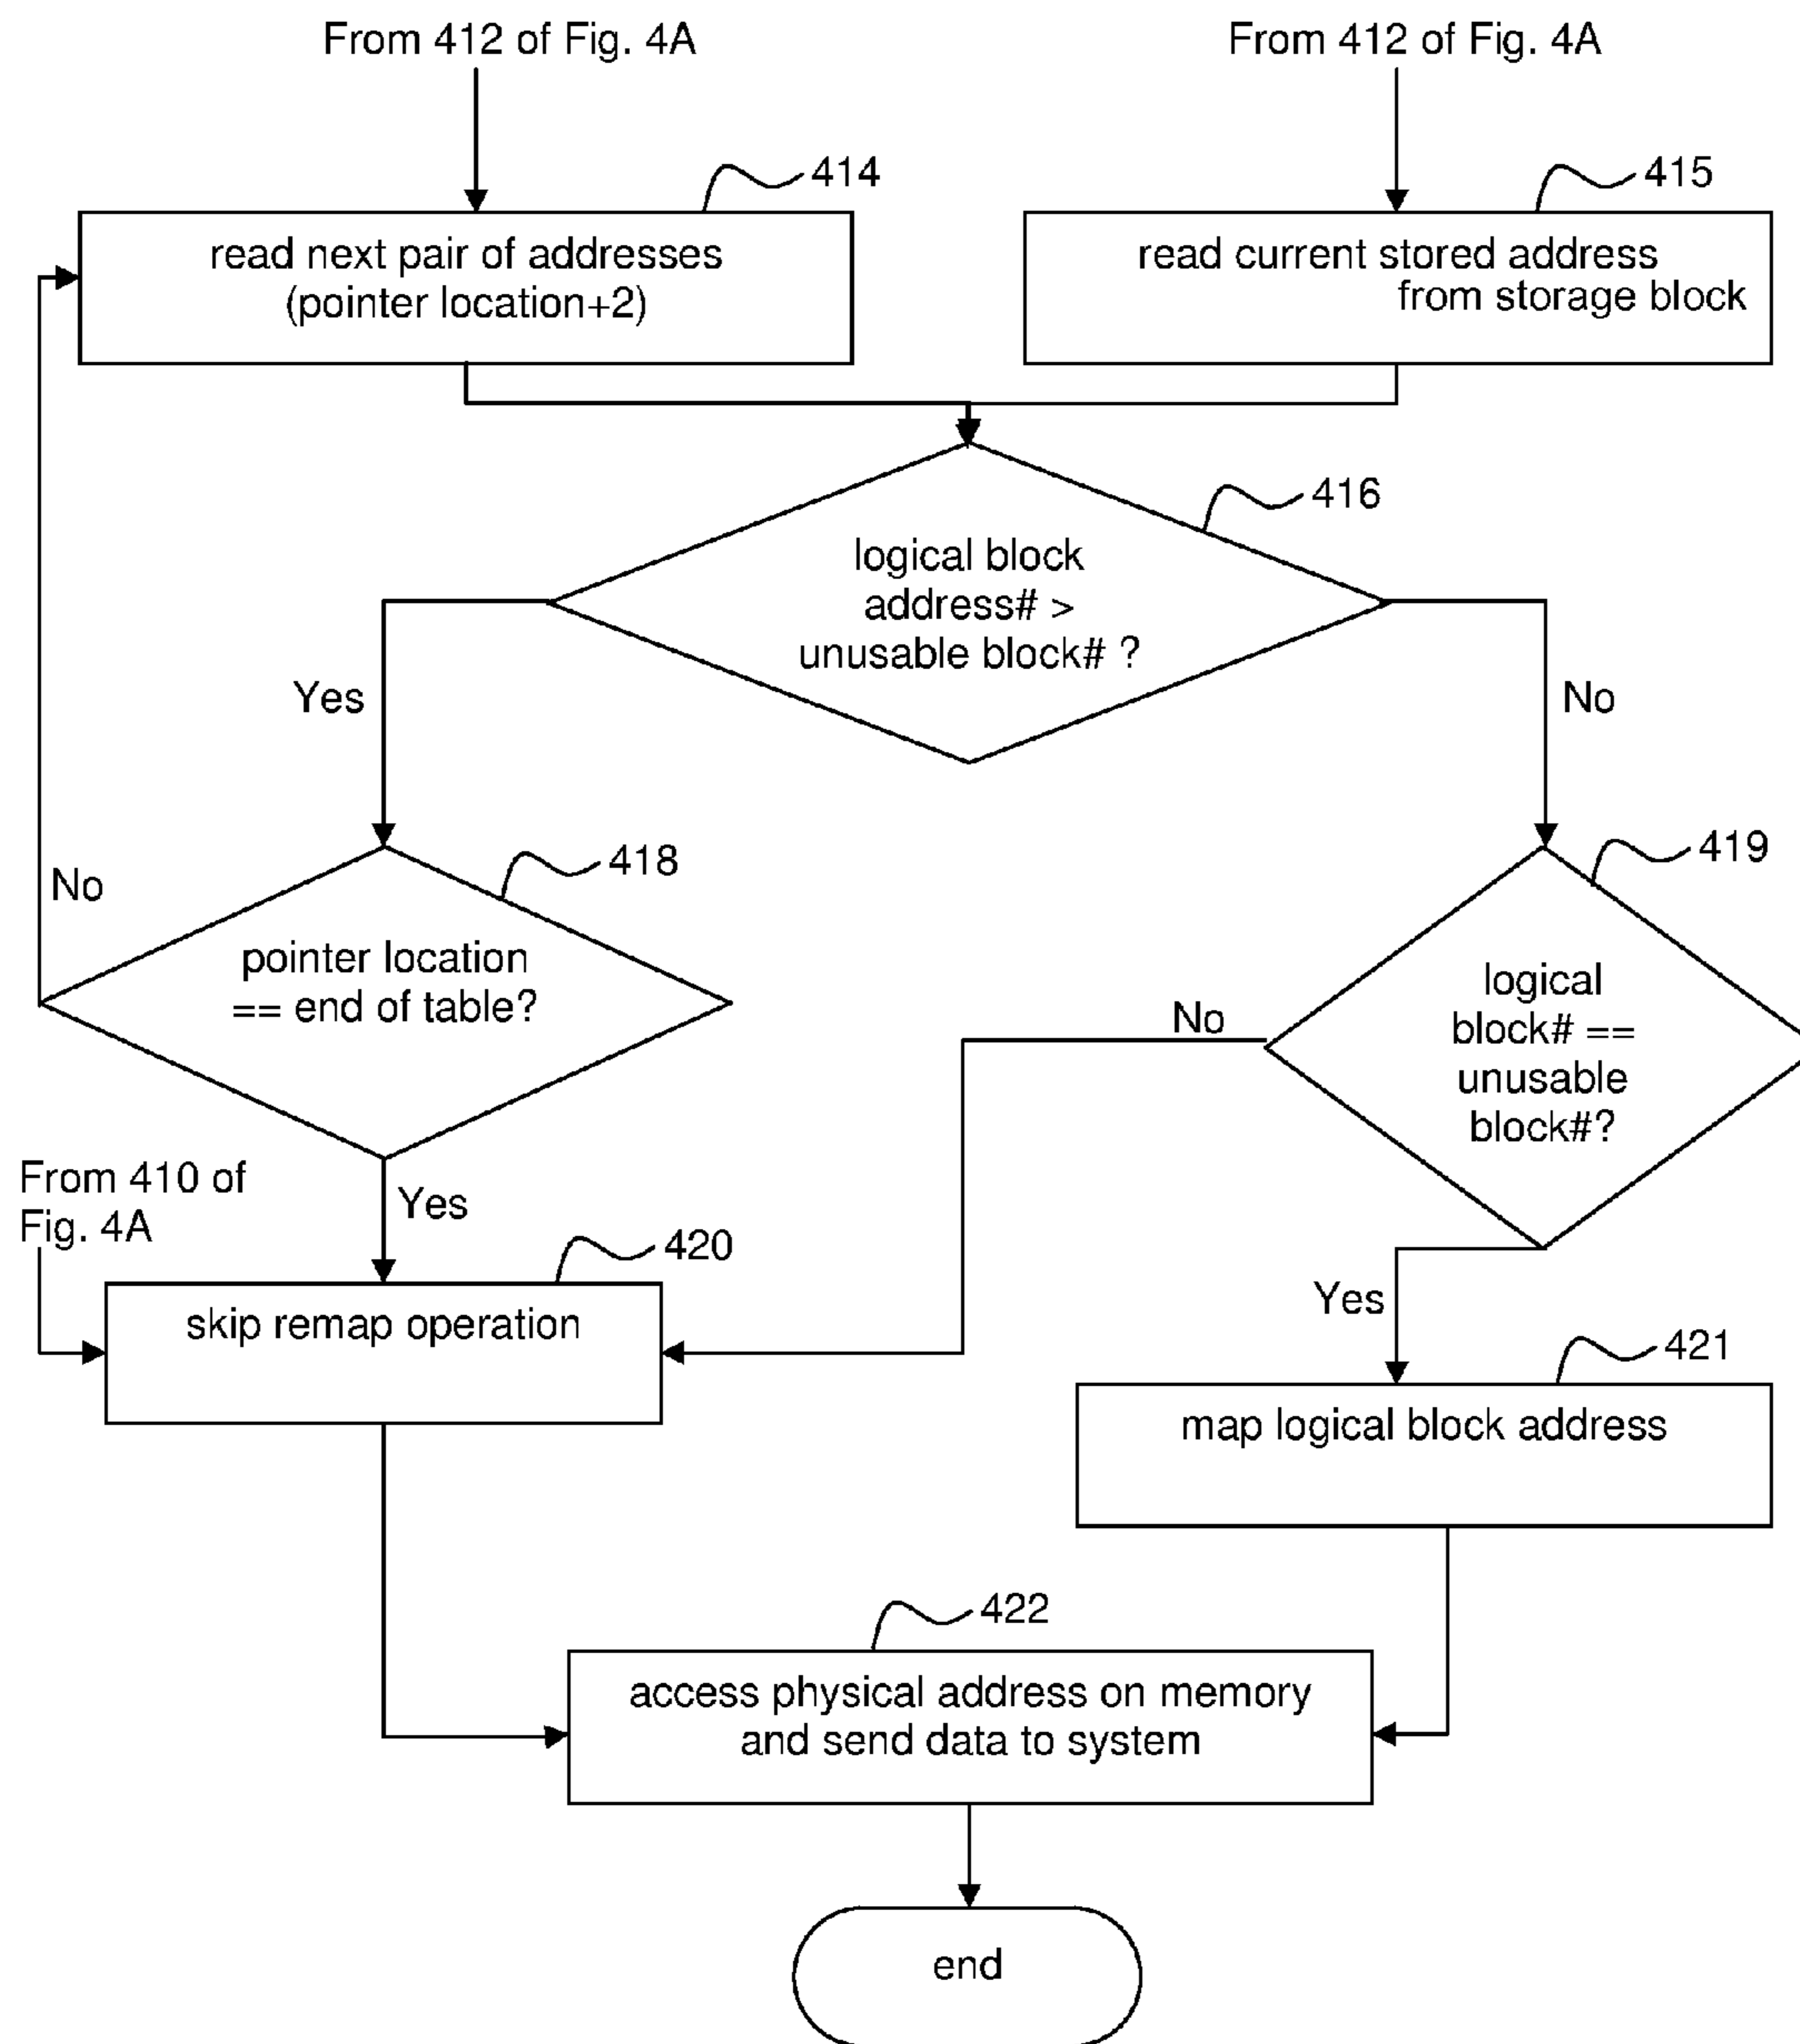 From 412 of Fig. 4A
From 412 of Fig. 4A
414
415
read next pair of addresses
(pointer location+2)
read current stored address
from storage block
416
logical block
address# >
unusable block# ?
Yes
No
418
419
No
pointer location
== end of table?
logical
block# ==
unusable
block#?
No
From 410 of
Fig. 4A
Yes
420
skip remap operation
Yes
421
map logical block address
422
access physical address on memory
and send data to system
end